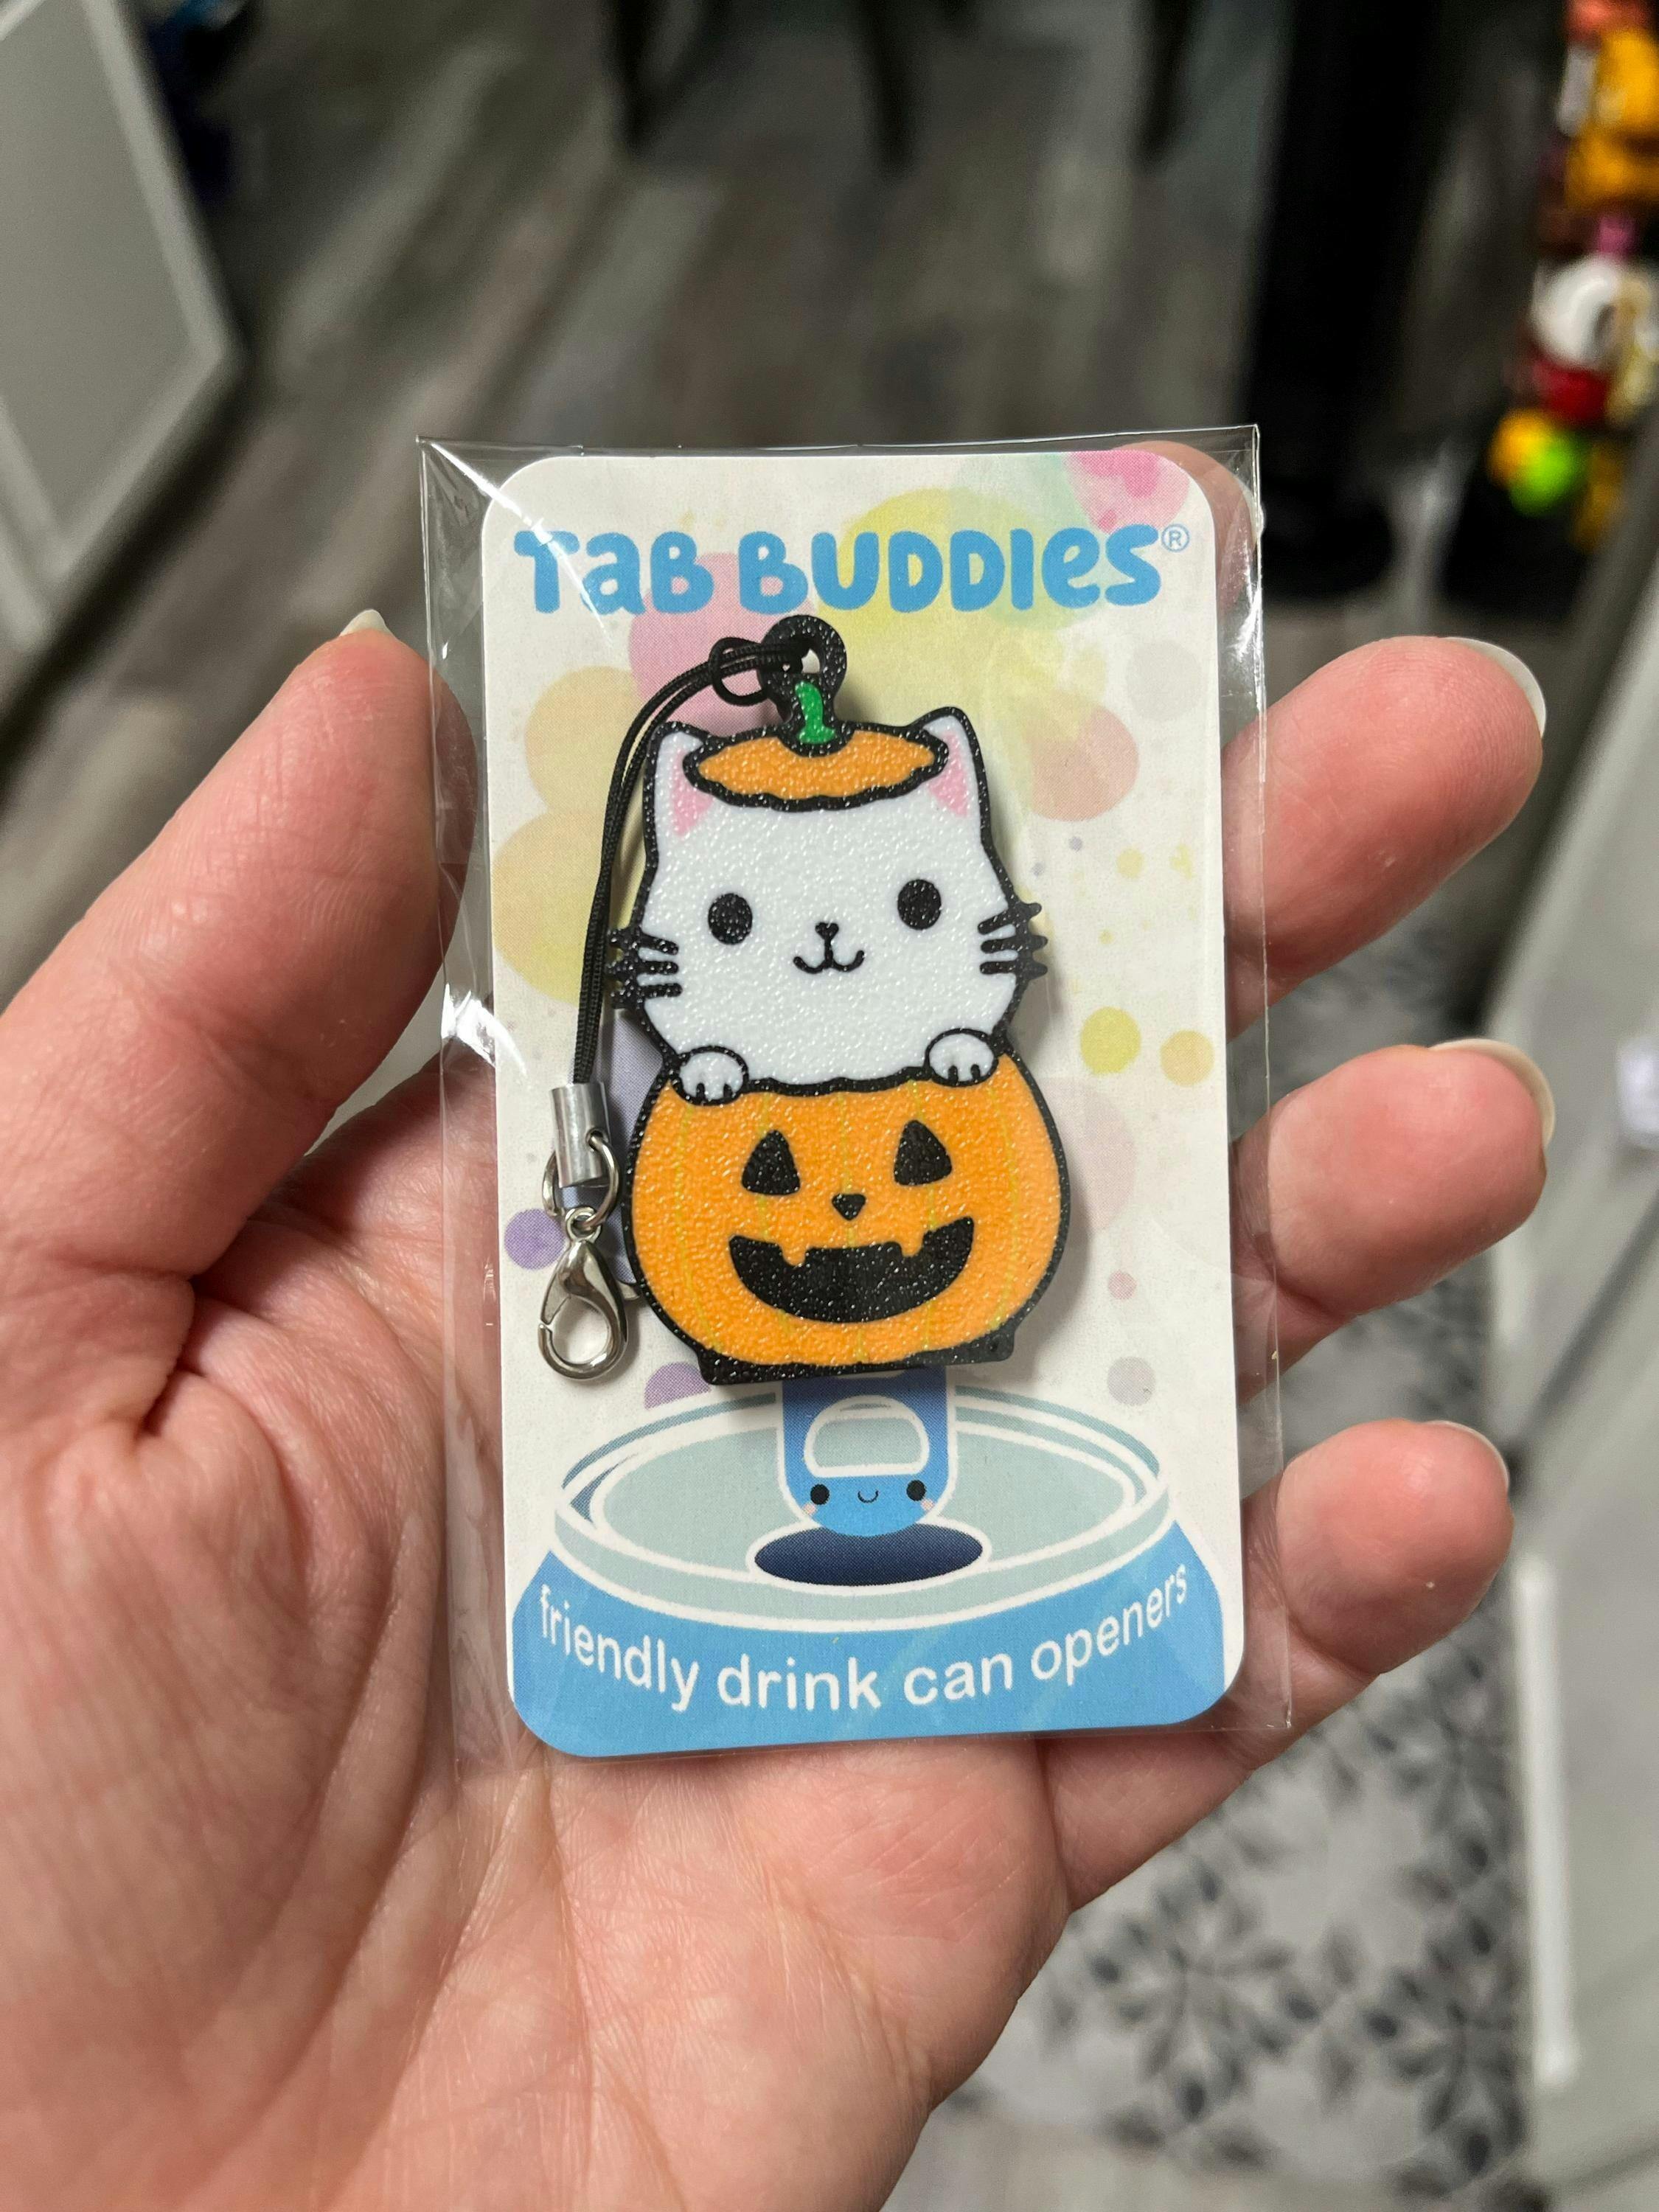 TaB BUDDIes®
friendly drink can openers